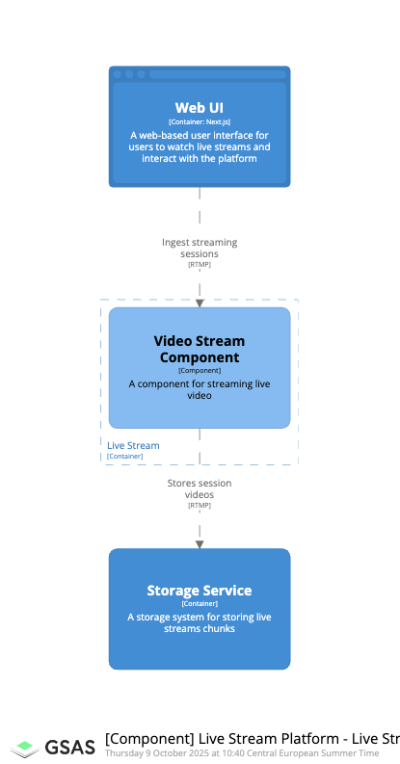 Web UI
[Container: Next.js]
A web-based user interface for
users to watch live streams and
interact with the platform
Ingest streaming
sessions
[RTMP]
Video Stream
Component
[Component]
A component for streaming live
video
Live Stream
[Container]
Stores session
videos
[RTMP]
Storage Service
[Container]
A storage system for storing live
streams chunks
GSAS
[Component] Live Stream Platform - Live Str
Thursday 9 October 2025 at 10:40 Central European Summer Time